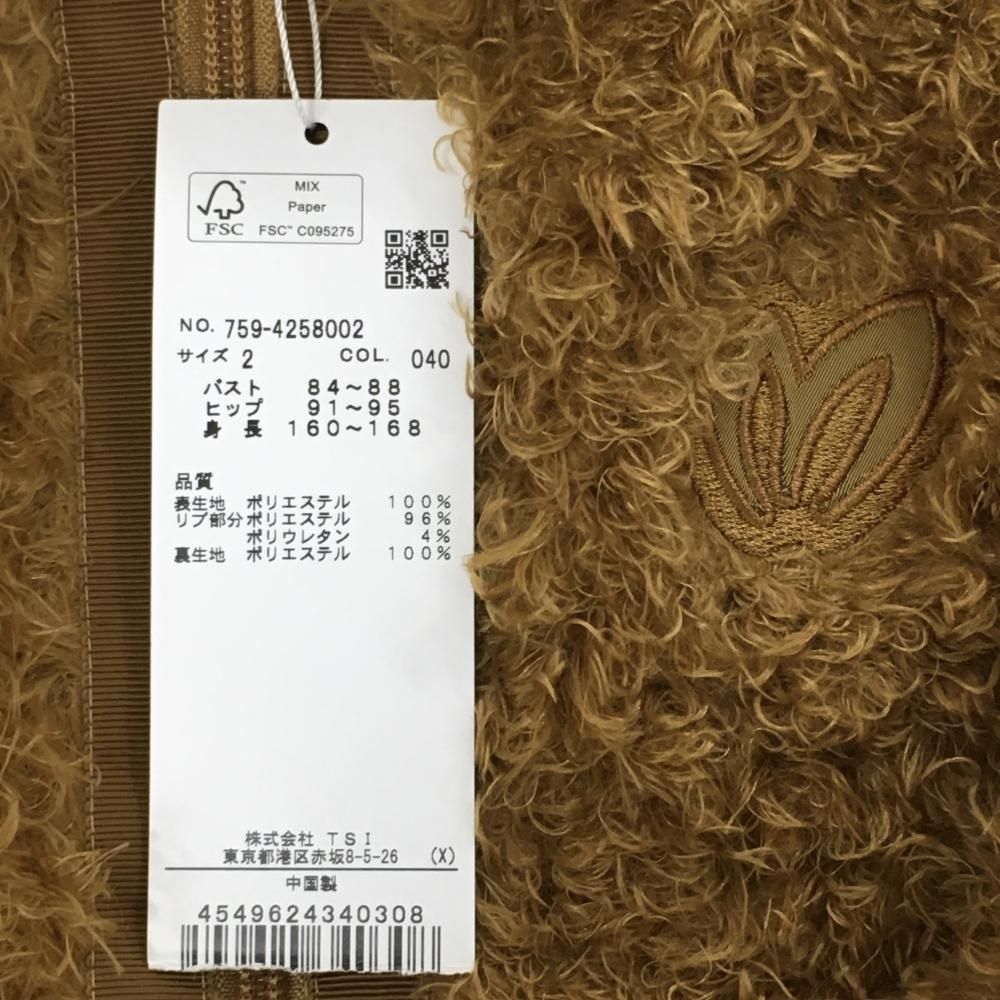 MIX
Paper
FSC™ C095275
FSC™
NO. 759-4258002
サイズ 2 COL. 040
バスト 84～88
ヒップ 91～95
身長 160～168
品質
表生地 ポリエステル 100%
リブ部分 ポリエステル 96%
ポリウレタン 4%
裏生地 ポリエステル 100%
株式会社 TSI
東京都港区赤坂8-5-26 (X)
中国製
4549624340308